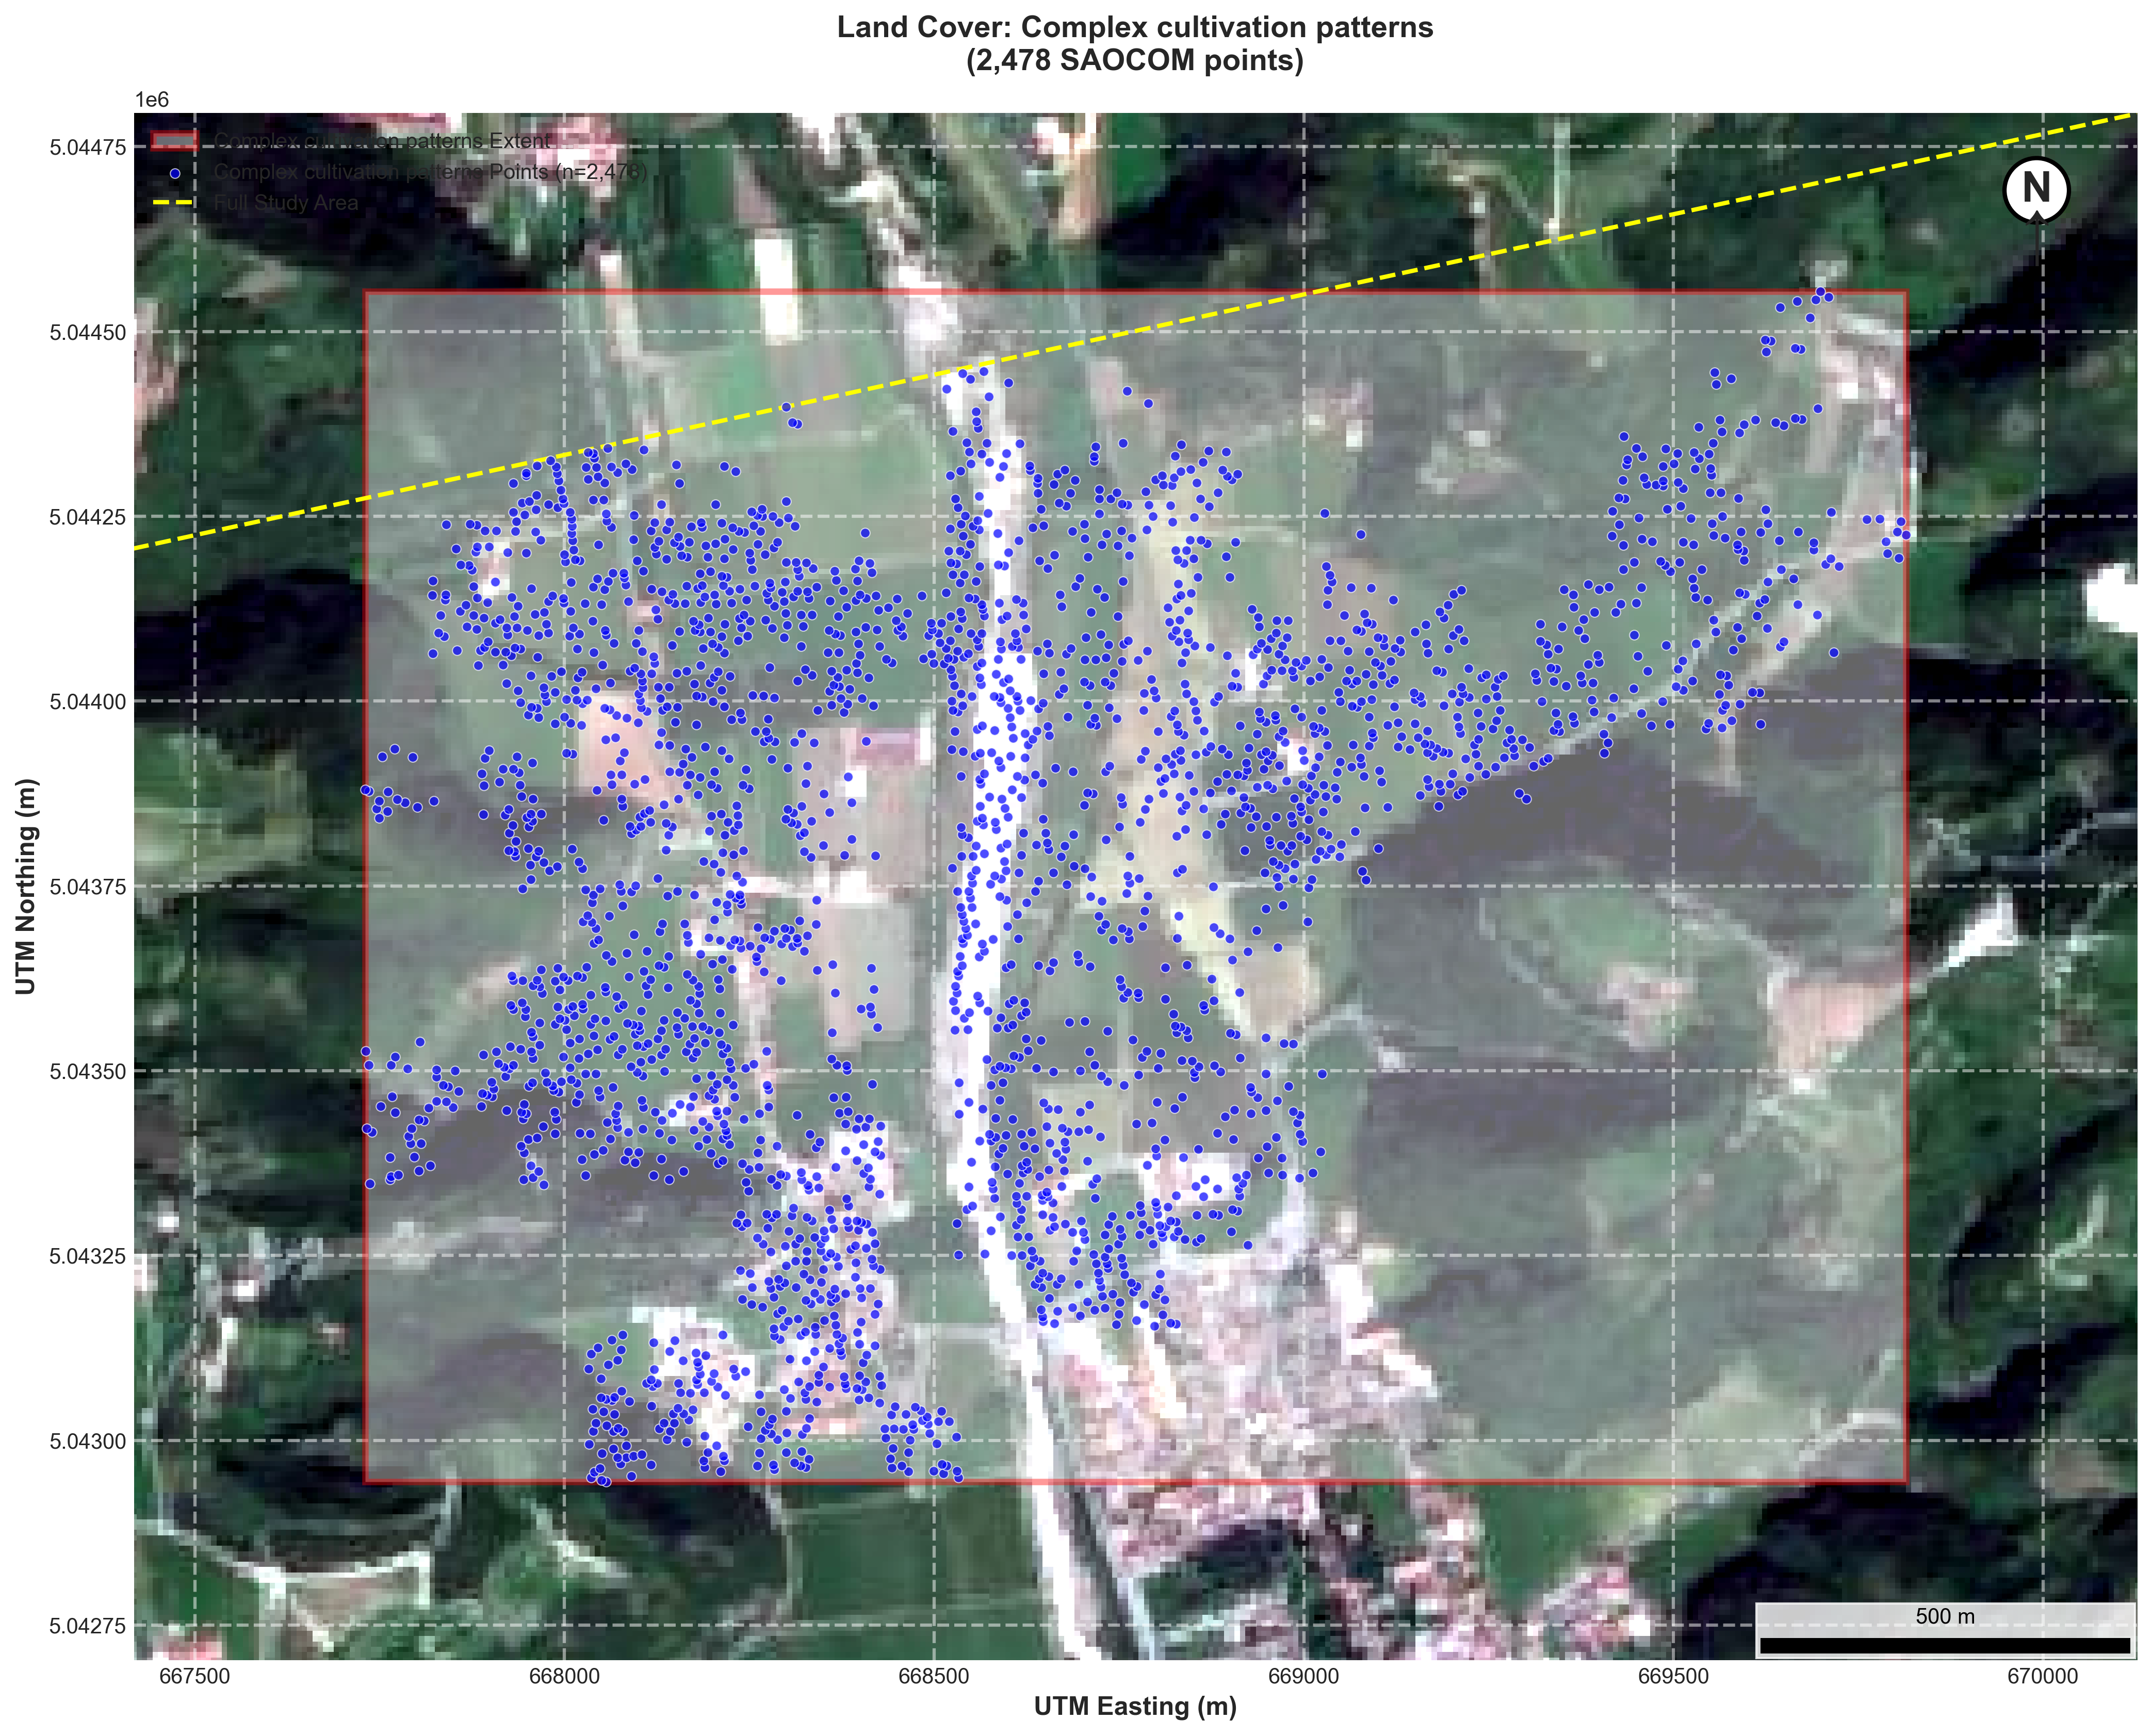 Land Cover: Complex cultivation patterns
(2,478 SAOCOM points)
1e6
Complex cultivation patterns Extent
Complex cultivation patterns Points (n=2,478)
Full Study Area
N
5.04475
5.04450
5.04425
5.04400
5.04375
5.04350
5.04325
5.04300
5.04275
UTM Northing (m)
500 m
667500 668000 668500 669000 669500 670000
UTM Easting (m)